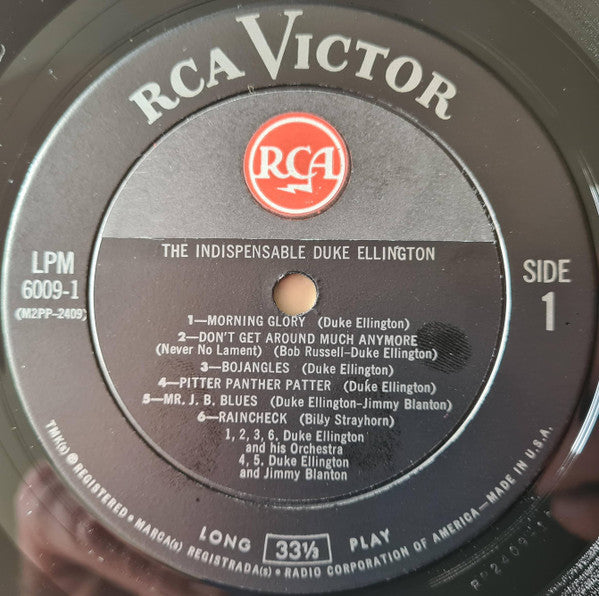 RCA VICTOR
RCA
THE INDISPENSABLE DUKE ELLINGTON
LPM
6009-1
(M2PP-2409)
SIDE
1
1—MORNING GLORY (Duke Ellington)
2—DON'T GET AROUND MUCH ANYMORE
(Never No Lament) (Bob Russell-Duke Ellington)
3—BOJANGLES (Duke Ellington)
4—PITTER PANTHER PATTER (Duke Ellington)
5—MR. J. B. BLUES (Duke Ellington-Jimmy Blanton)
6—RAINCHECK (Billy Strayhorn)
1, 2, 3, 6. Duke Ellington
and his Orchestra
4, 5. Duke Ellington
and Jimmy Blanton
LONG 33⅓ PLAY
TMK(s) ® REGISTERED • MARCA(s) REGISTRADA(s) • RADIO CORPORATION OF AMERICA—MADE IN U.S.A.